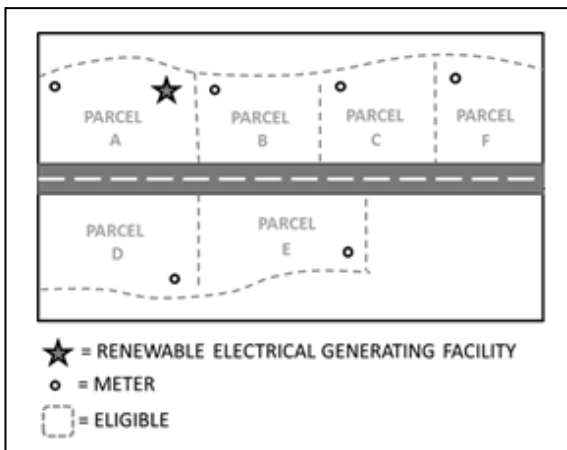 PARCEL
A
PARCEL
B
PARCEL
C
PARCEL
F
PARCEL
D
PARCEL
E
= RENEWABLE ELECTRICAL GENERATING FACILITY
= METER
= ELIGIBLE